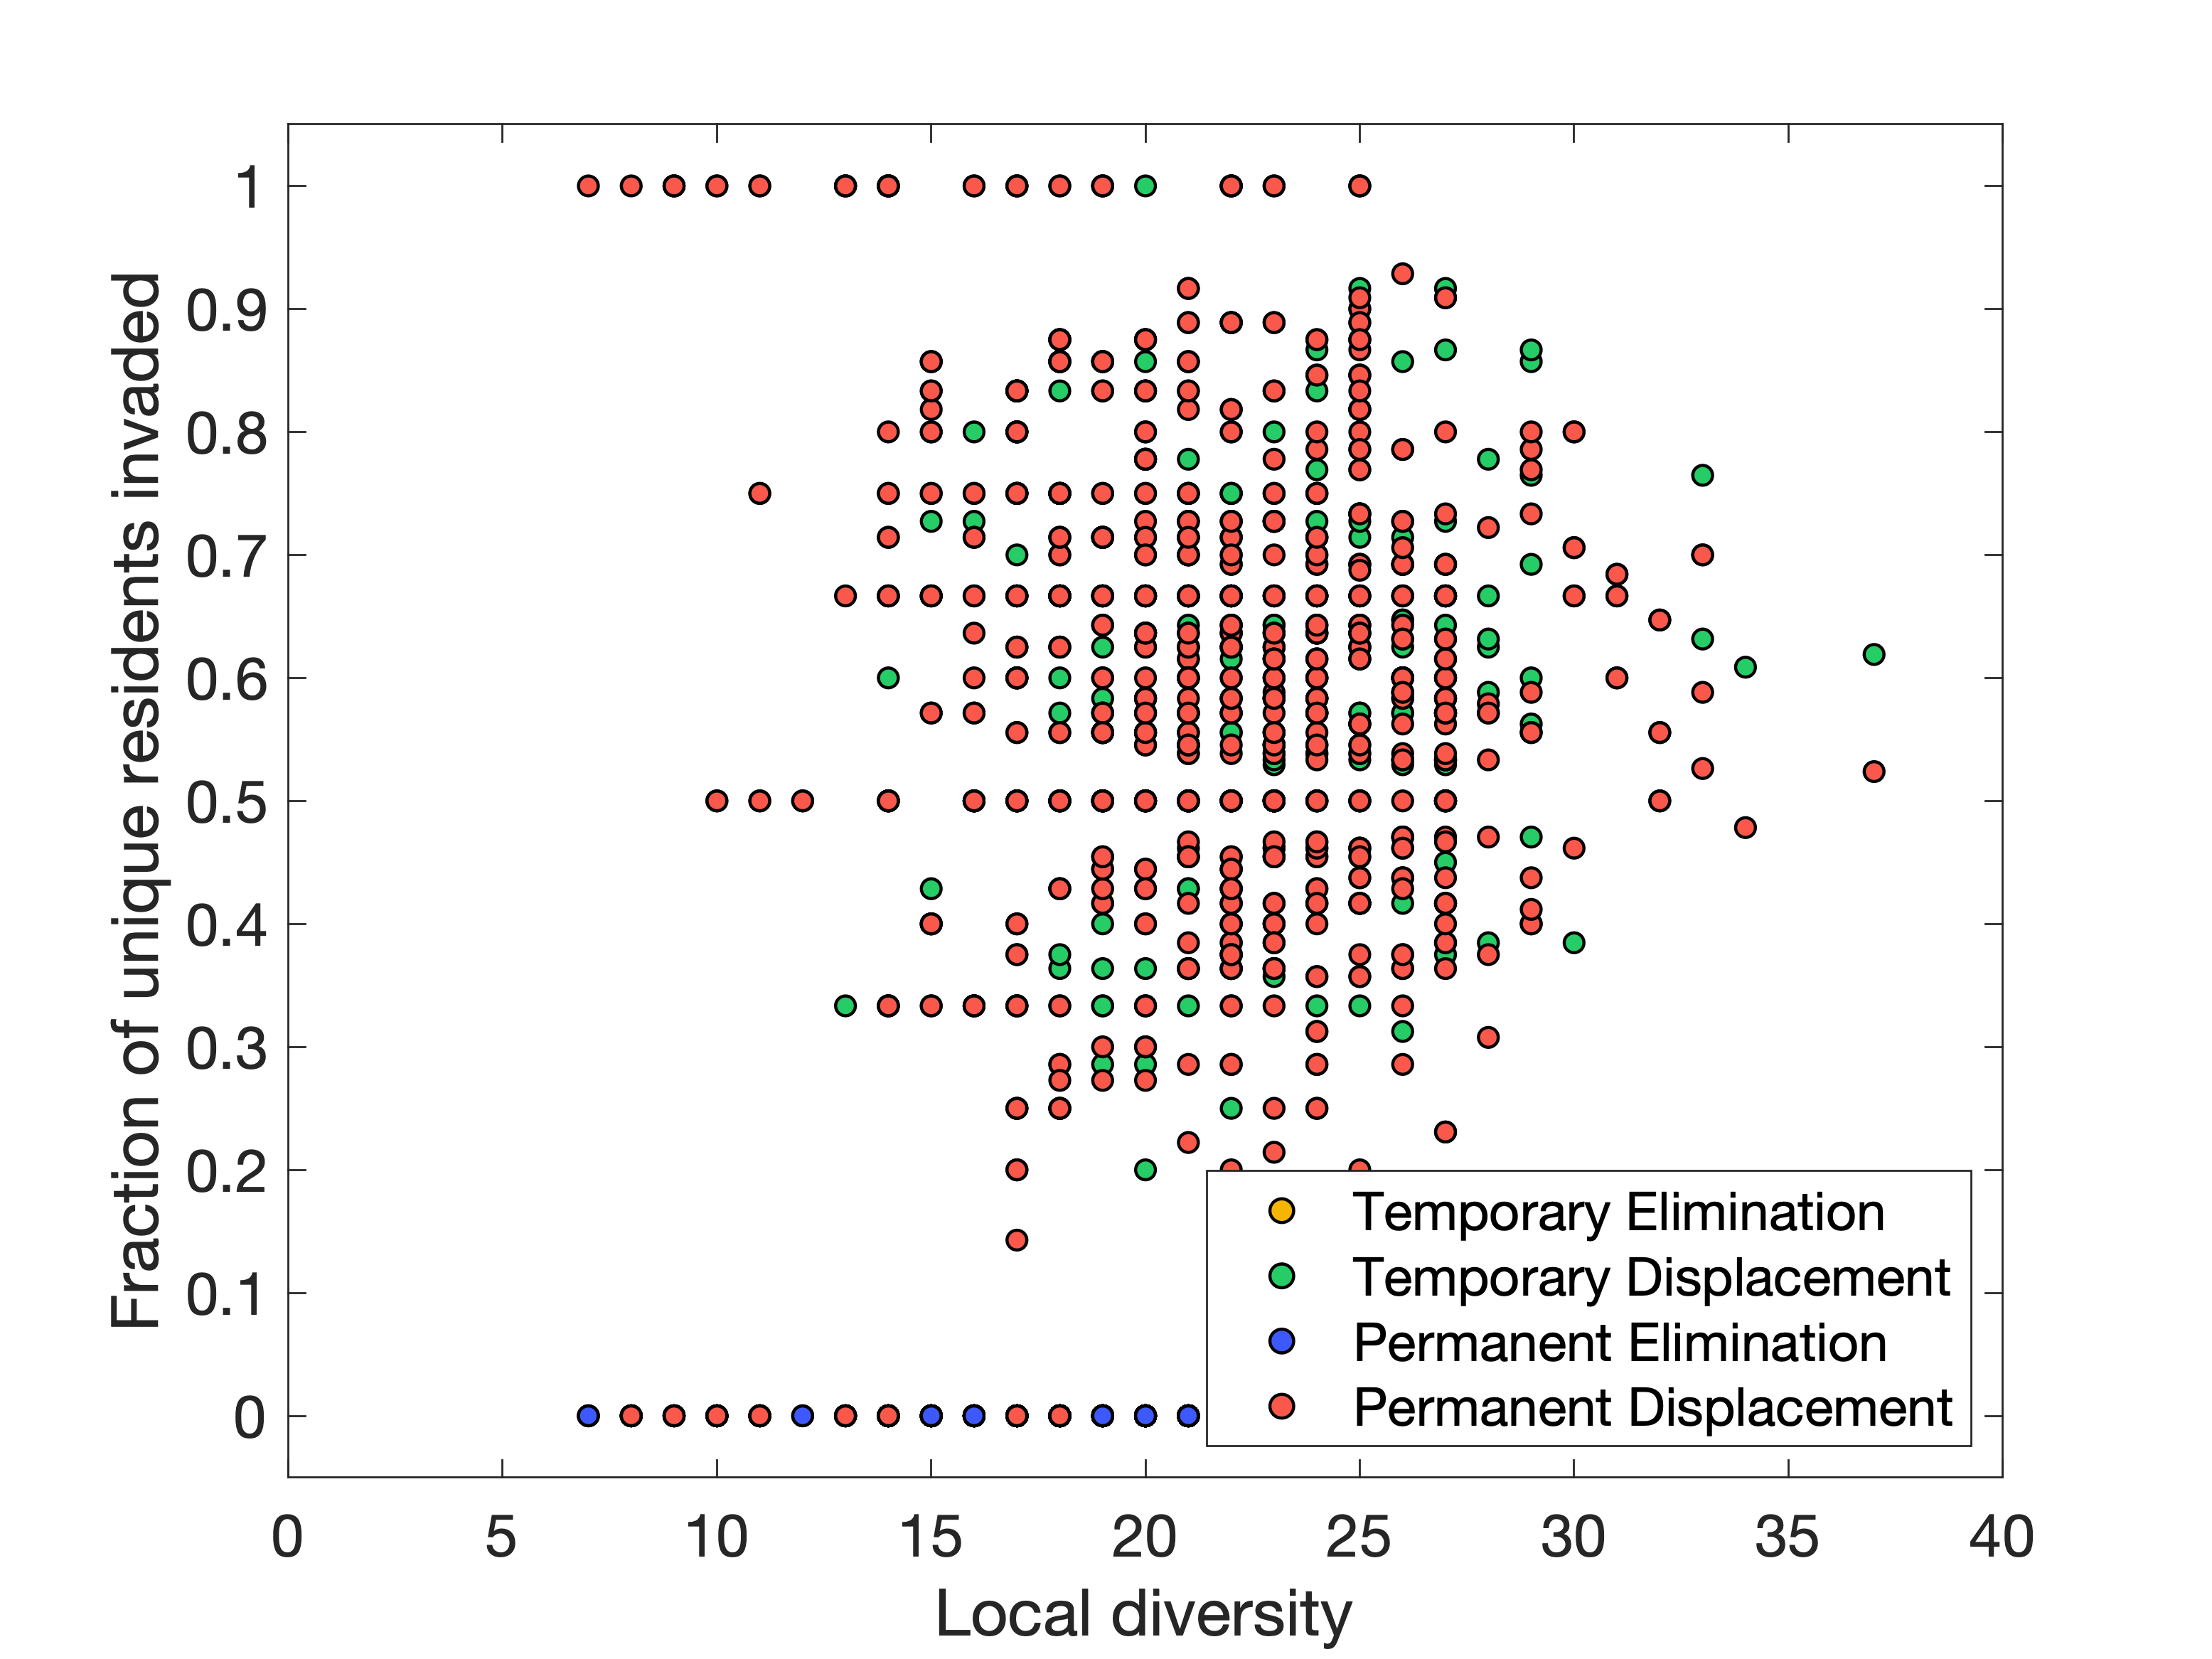 Fraction of unique residents invaded
1
0.9
0.8
0.7
0.6
0.5
0.4
0.3
0.2
0.1
0
Temporary Elimination
Temporary Displacement
Permanent Elimination
Permanent Displacement
0 5 10 15 20 25 30 35 40
Local diversity